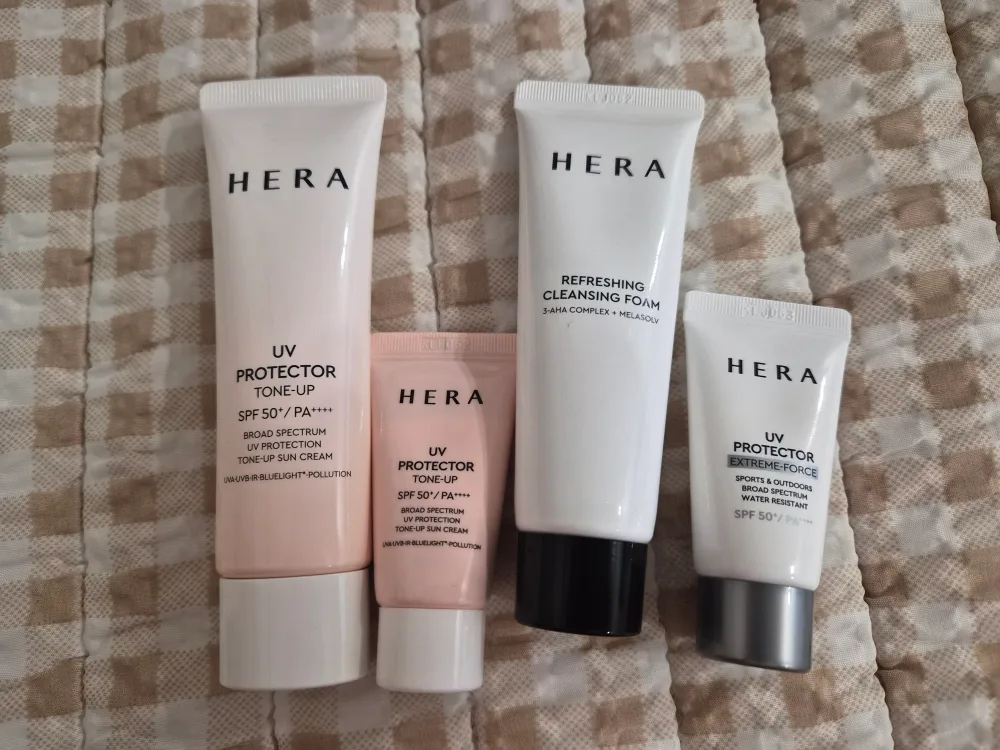 HERA
UV
PROTECTOR
TONE-UP
SPF 50⁺/ PA⁺⁺⁺⁺
BROAD SPECTRUM
UV PROTECTION
TONE-UP SUN CREAM
UVA·UVB·IR·BLUELIGHT*·POLLUTION
HERA
UV
PROTECTOR
TONE-UP
SPF 50⁺/ PA⁺⁺⁺⁺
BROAD SPECTRUM
UV PROTECTION
TONE-UP SUN CREAM
UVA·UVB·IR·BLUELIGHT*·POLLUTION
HERA
REFRESHING
CLEANSING FOAM
3-AHA COMPLEX + MELASOLV
HERA
UV
PROTECTOR
EXTREME-FORCE
SPORTS & OUTDOORS
BROAD SPECTRUM
WATER RESISTANT
SPF 50⁺/ PA⁺⁺⁺⁺